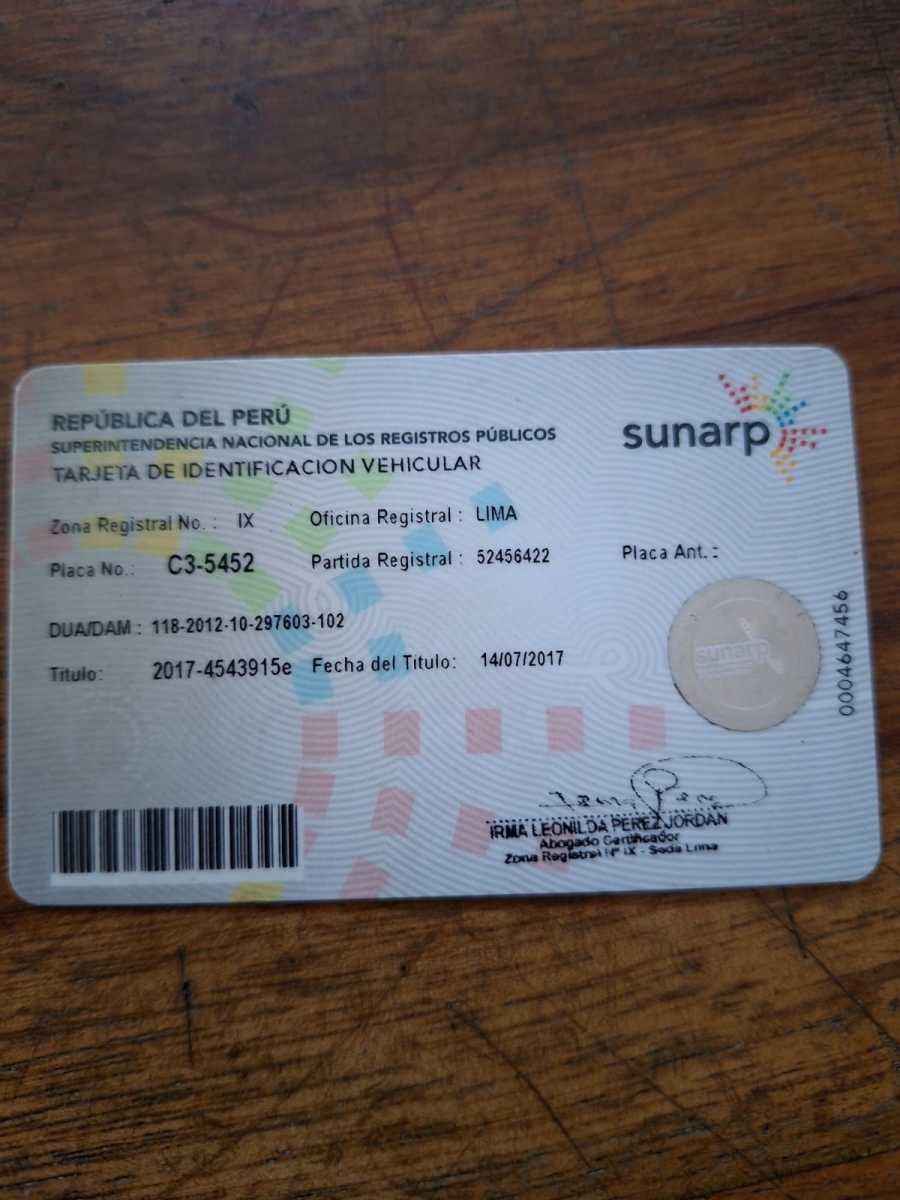 REPÚBLICA DEL PERÚ
SUPERINTENDENCIA NACIONAL DE LOS REGISTROS PÚBLICOS
TARJETA DE IDENTIFICACION VEHICULAR
sunarp
Zona Registral No. : IX Oficina Registral : LIMA
Placa No.: C3-5452 Partida Registral : 52456422 Placa Ant. :
DUA/DAM : 118-2012-10-297603-102
Titulo: 2017-4543915e Fecha del Titulo: 14/07/2017
sunarp
0004647456
IRMA LEONILDA PEREZ JORDAN
Abogado Certificador
Zona Registral Nº IX - Sede Lima